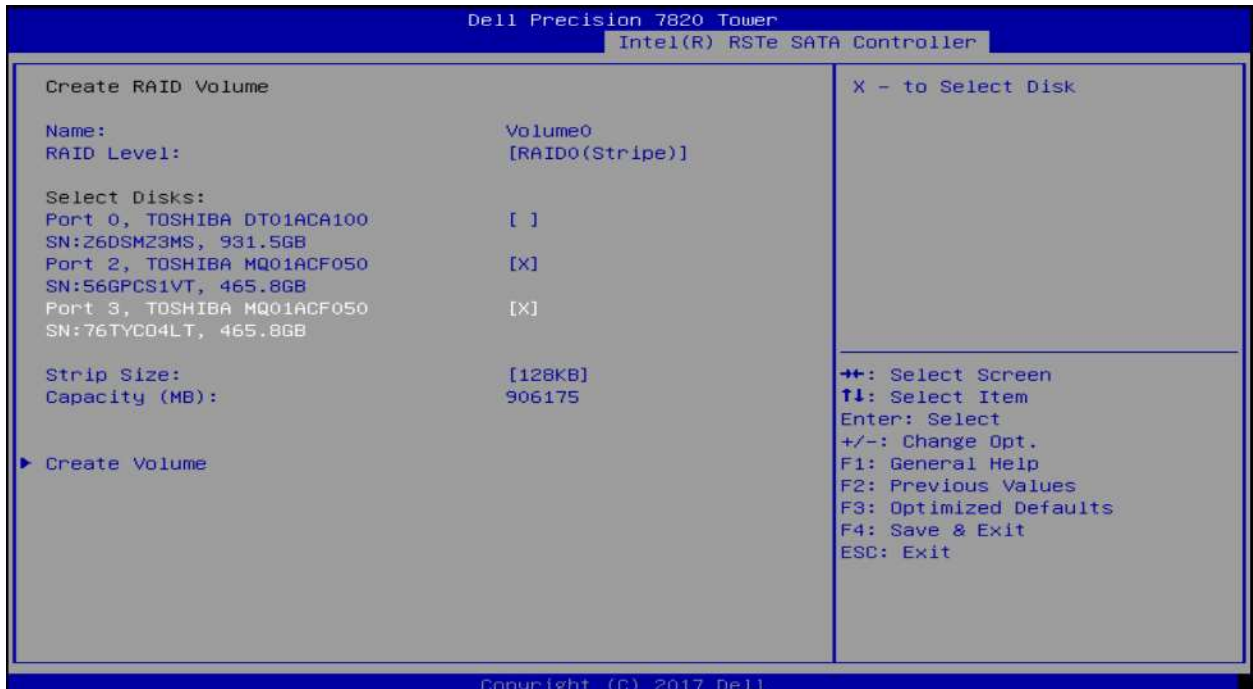 Dell Precision 7820 Tower
Intel(R) RSTe SATA Controller
Create RAID Volume
Name: Volume0
RAID Level: [RAID0(Stripe)]
Select Disks:
Port 0, TOSHIBA DT01ACA100 [ ]
SN:Z6DSMZ3MS, 931.5GB
Port 2, TOSHIBA MQ01ACF050 [X]
SN:56GPCS1VT, 465.8GB
Port 3, TOSHIBA MQ01ACF050 [X]
SN:76TYC04LT, 465.8GB
Strip Size: [128KB]
Capacity (MB): 906175
▶ Create Volume
X - to Select Disk
→←: Select Screen
↑↓: Select Item
Enter: Select
+/-: Change Opt.
F1: General Help
F2: Previous Values
F3: Optimized Defaults
F4: Save & Exit
ESC: Exit
Copyright (C) 2017 Dell